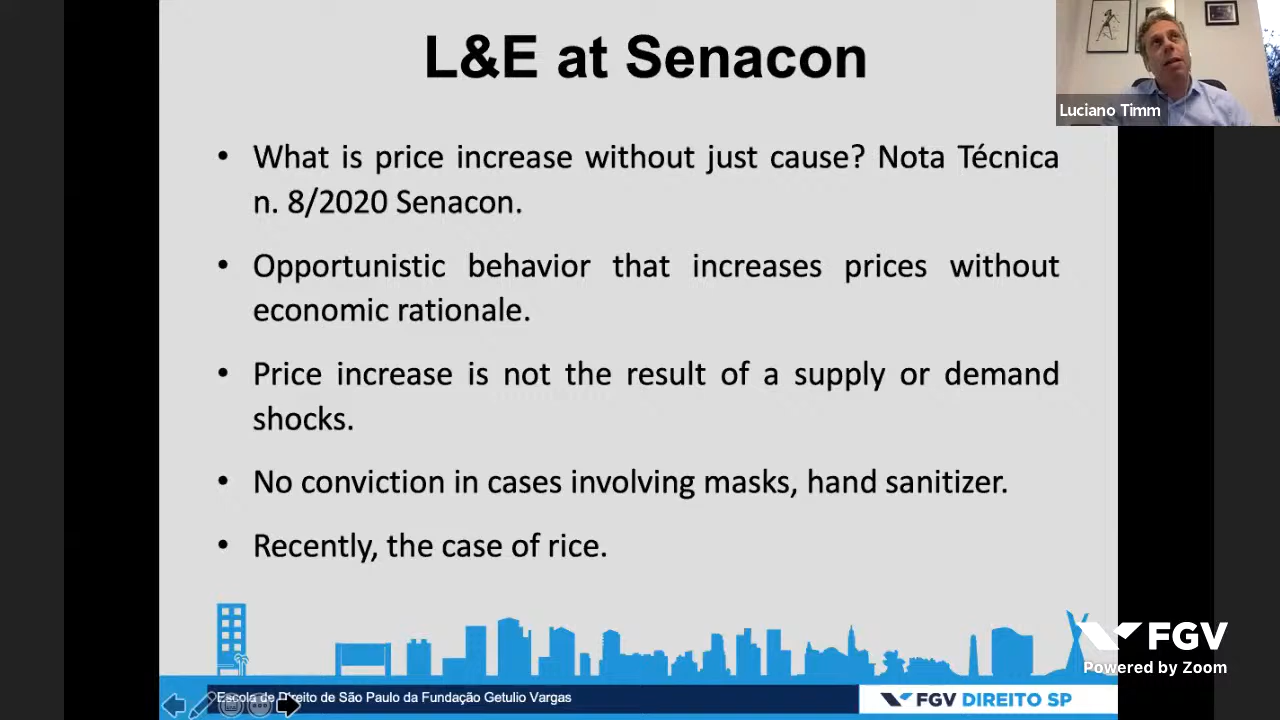 L&E at Senacon
Luciano Timm
• What is price increase without just cause? Nota Técnica
n. 8/2020 Senacon.
• Opportunistic behavior that increases prices without
economic rationale.
• Price increase is not the result of a supply or demand
shocks.
• No conviction in cases involving masks, hand sanitizer.
• Recently, the case of rice.
FGV
Powered by Zoom
Escola de Direito de São Paulo da Fundação Getulio Vargas
FGV DIREITO SP